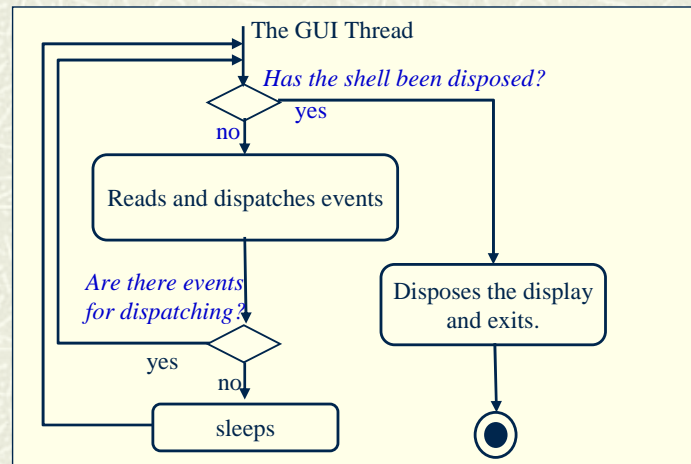 The GUI Thread
Has the shell been disposed?
yes
no
Reads and dispatches events
Are there events
for dispatching?
Disposes the display
and exits.
yes
no
sleeps